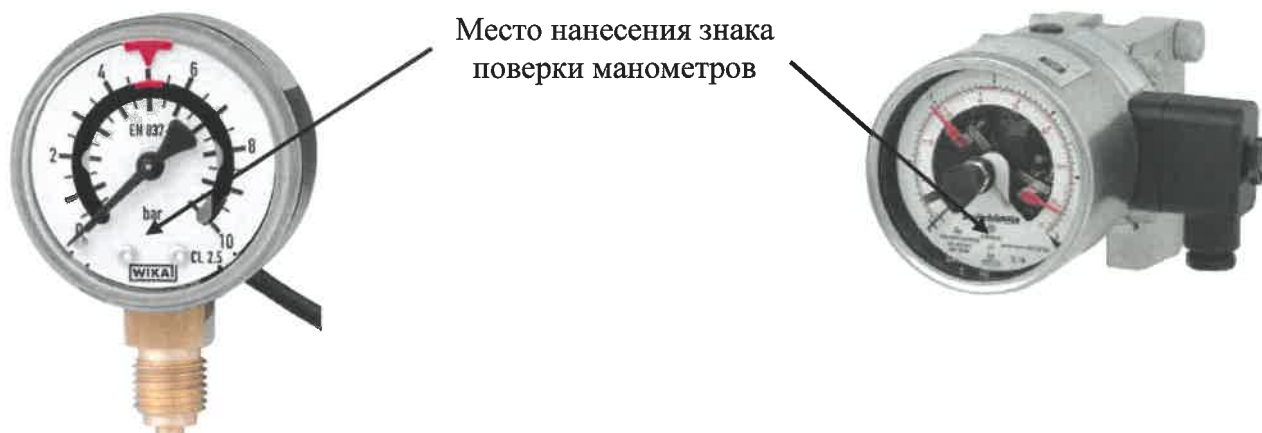 Место нанесения знака
поверки манометров
4
6
EN 837
2
8
bar
0
10
CL 2.5
WIKA